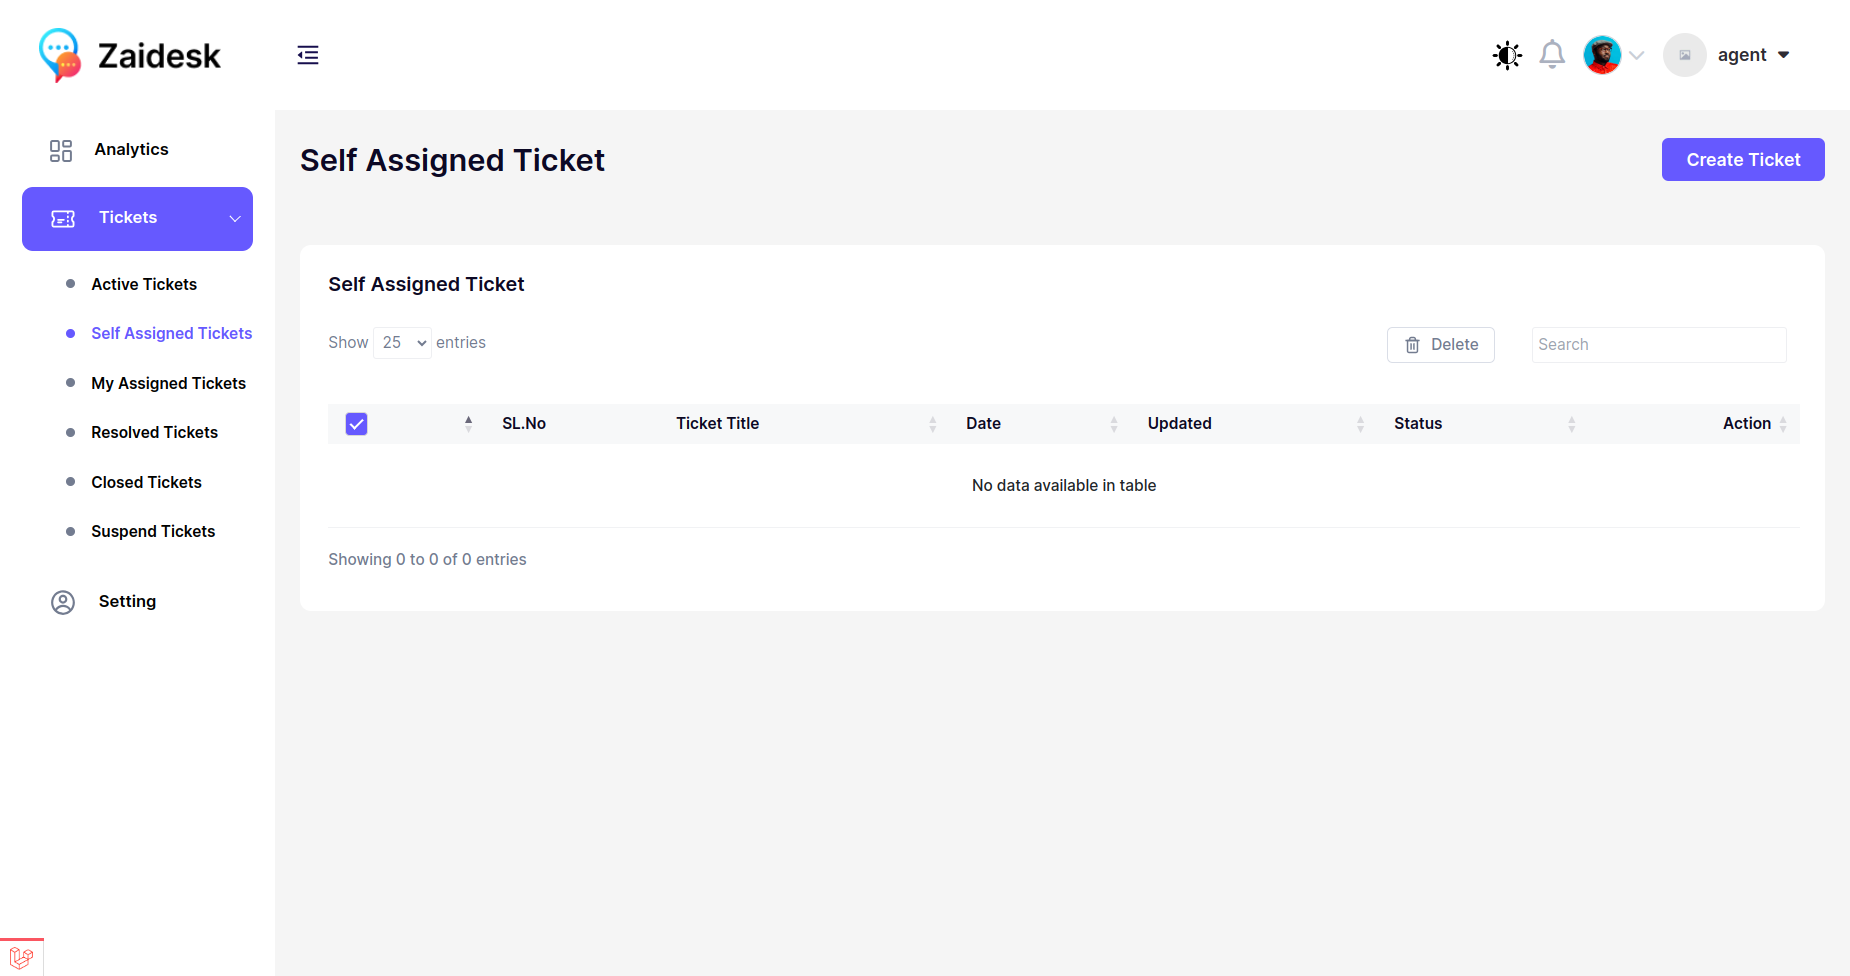 Zaidesk
agent
Analytics
Tickets
Active Tickets
Self Assigned Tickets
My Assigned Tickets
Resolved Tickets
Closed Tickets
Suspend Tickets
Setting
Self Assigned Ticket
Create Ticket
Self Assigned Ticket
Show 25 entries
Delete
Search
SL.No Ticket Title Date Updated Status Action
No data available in table
Showing 0 to 0 of 0 entries